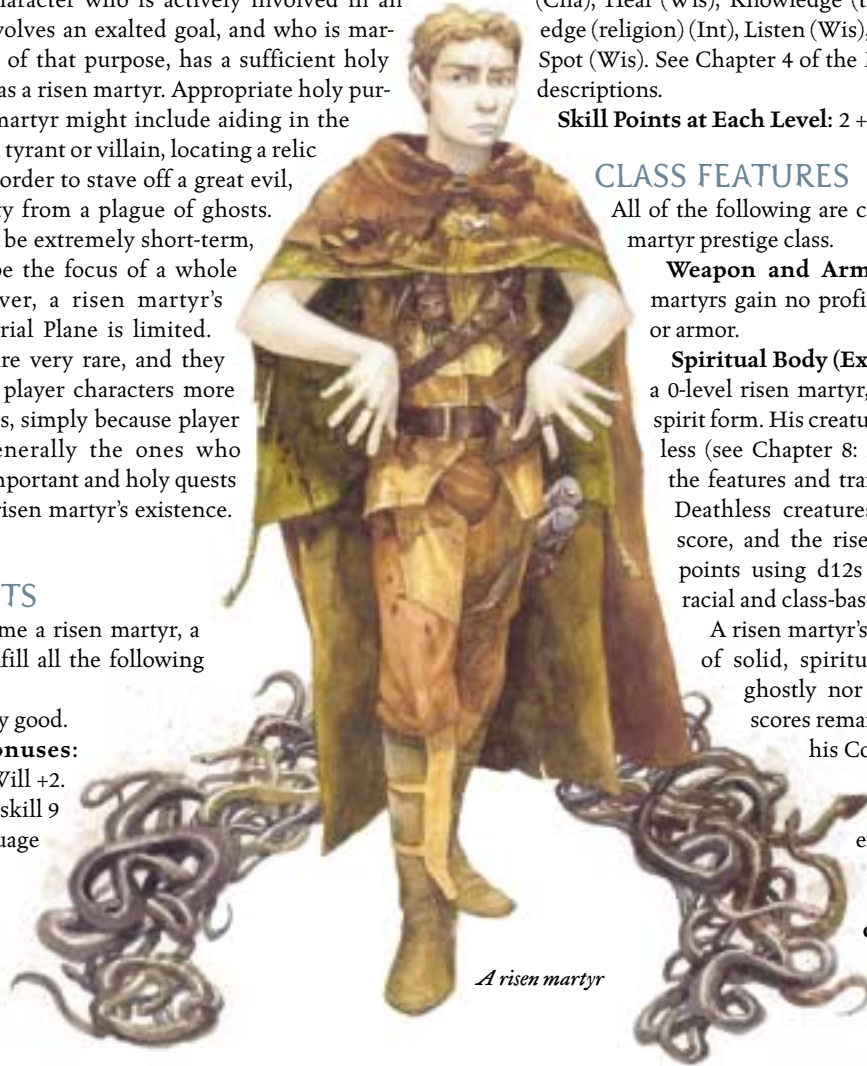 haracter who is actively involved in an
volves an exalted goal, and who is mar-
of that purpose, has a sufficient holy
as a risen martyr. Appropriate holy pur-
martyr might include aiding in the
tyrant or villain, locating a relic
order to stave off a great evil,
ty from a plague of ghosts.
be extremely short-term,
be the focus of a whole
ver, a risen martyr's
rial Plane is limited.
are very rare, and they
player characters more
s, simply because player
enerally the ones who
mportant and holy quests
risen martyr's existence.
TS
me a risen martyr, a
fill all the following
y good.
onuses:
Will +2.
skill 9
uage
(Cha), Heal (Wis), Knowledge (
edge (religion) (Int), Listen (Wis),
Spot (Wis). See Chapter 4 of the
descriptions.
Skill Points at Each Level: 2 +
CLASS FEATURES
All of the following are c
martyr prestige class.
Weapon and Arm
martyrs gain no profi
or armor.
Spiritual Body (Ex
a 0-level risen martyr,
spirit form. His creatu
less (see Chapter 8:
the features and trai
Deathless creatures
score, and the rise
points using d12s
racial and class-bas
A risen martyr's
of solid, spiritu
ghostly nor
scores remai
his Co
A risen martyr